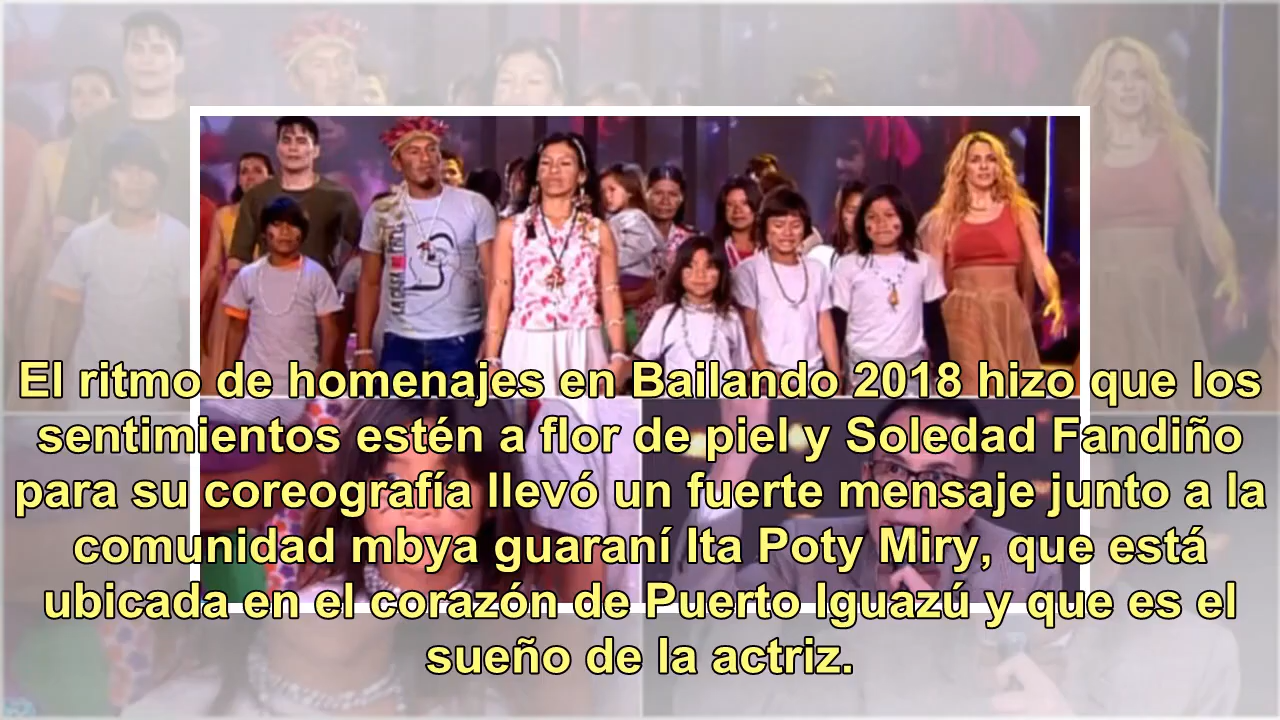 El ritmo de homenajes en Bailando 2018 hizo que los
sentimientos estén a flor de piel y Soledad Fandiño
para su coreografía llevó un fuerte mensaje junto a la
comunidad mbya guaraní Ita Poty Miry, que está
ubicada en el corazón de Puerto Iguazú y que es el
sueño de la actriz.